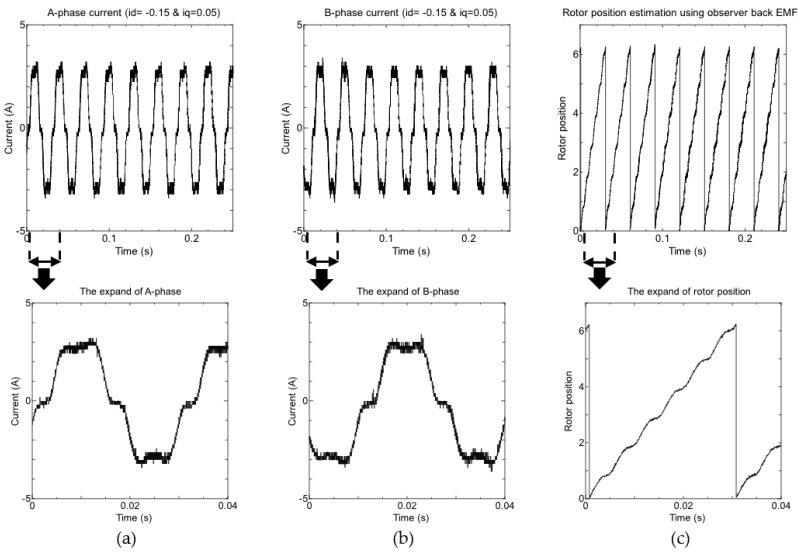 A-phase current (id= -0.15 & iq=0.05)
5
0
-5
Current (A)
0
0.1
0.2
Time (s)
B-phase current (id= -0.15 & iq=0.05)
5
0
-5
Current (A)
0
0.1
0.2
Time (s)
Rotor position estimation using observer back EMF
6
4
2
0
Rotor position
0
0.1
0.2
Time (s)
The expand of A-phase
5
0
-5
Current (A)
0
0.02
0.04
Time (s)
(a)
The expand of B-phase
5
0
-5
Current (A)
0
0.02
0.04
Time (s)
(b)
The expand of rotor position
6
4
2
0
Rotor position
0
0.02
0.04
Time (s)
(c)